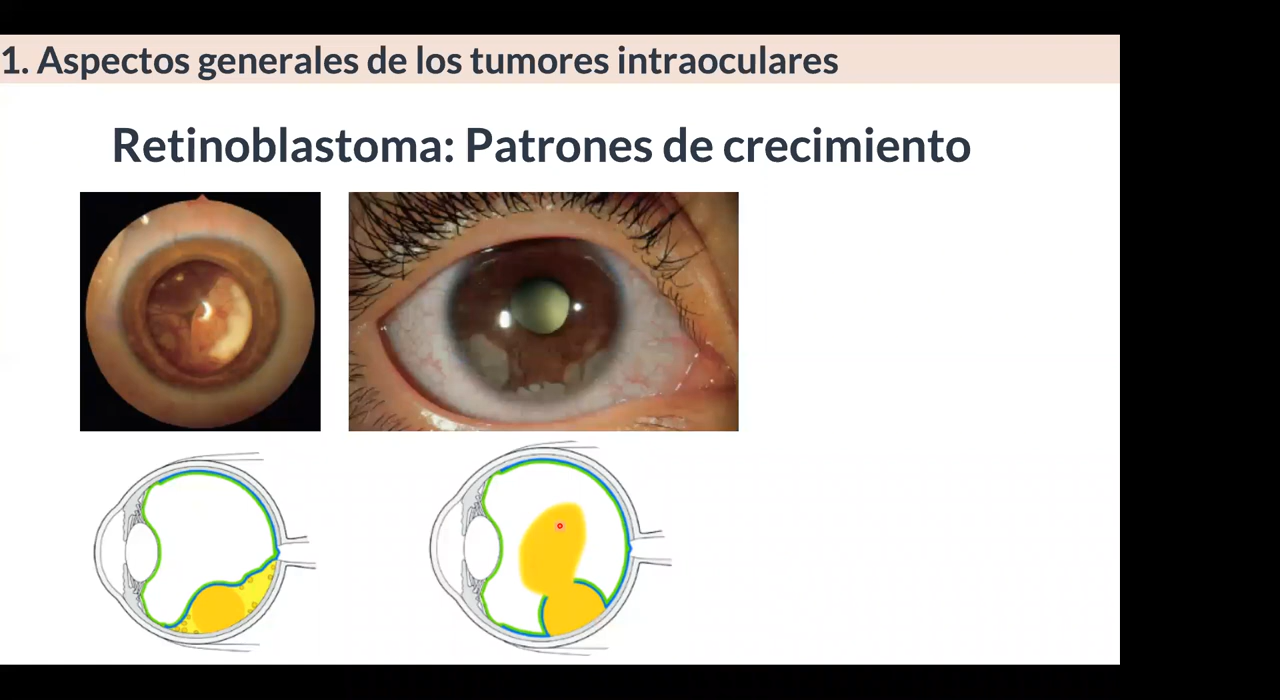 1. Aspectos generales de los tumores intraoculares
Retinoblastoma: Patrones de crecimiento